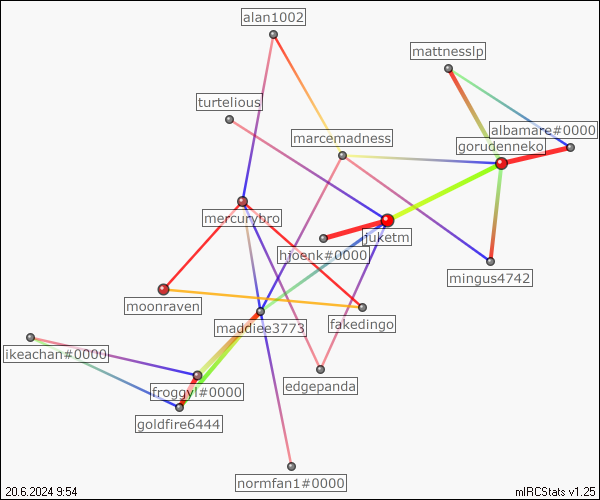 alan1002
mattnesslp
turtelious
albamare#0000
marcemadness
gorudenneko
mercurybro
juketm
hjoenk#0000
mingus4742
moonraven
fakedingo
maddiee3773
ikeachan#0000
edgepanda
froggyl#0000
goldfire6444
normfan1#0000
20.6.2024 9:54
mIRCStats v1.25